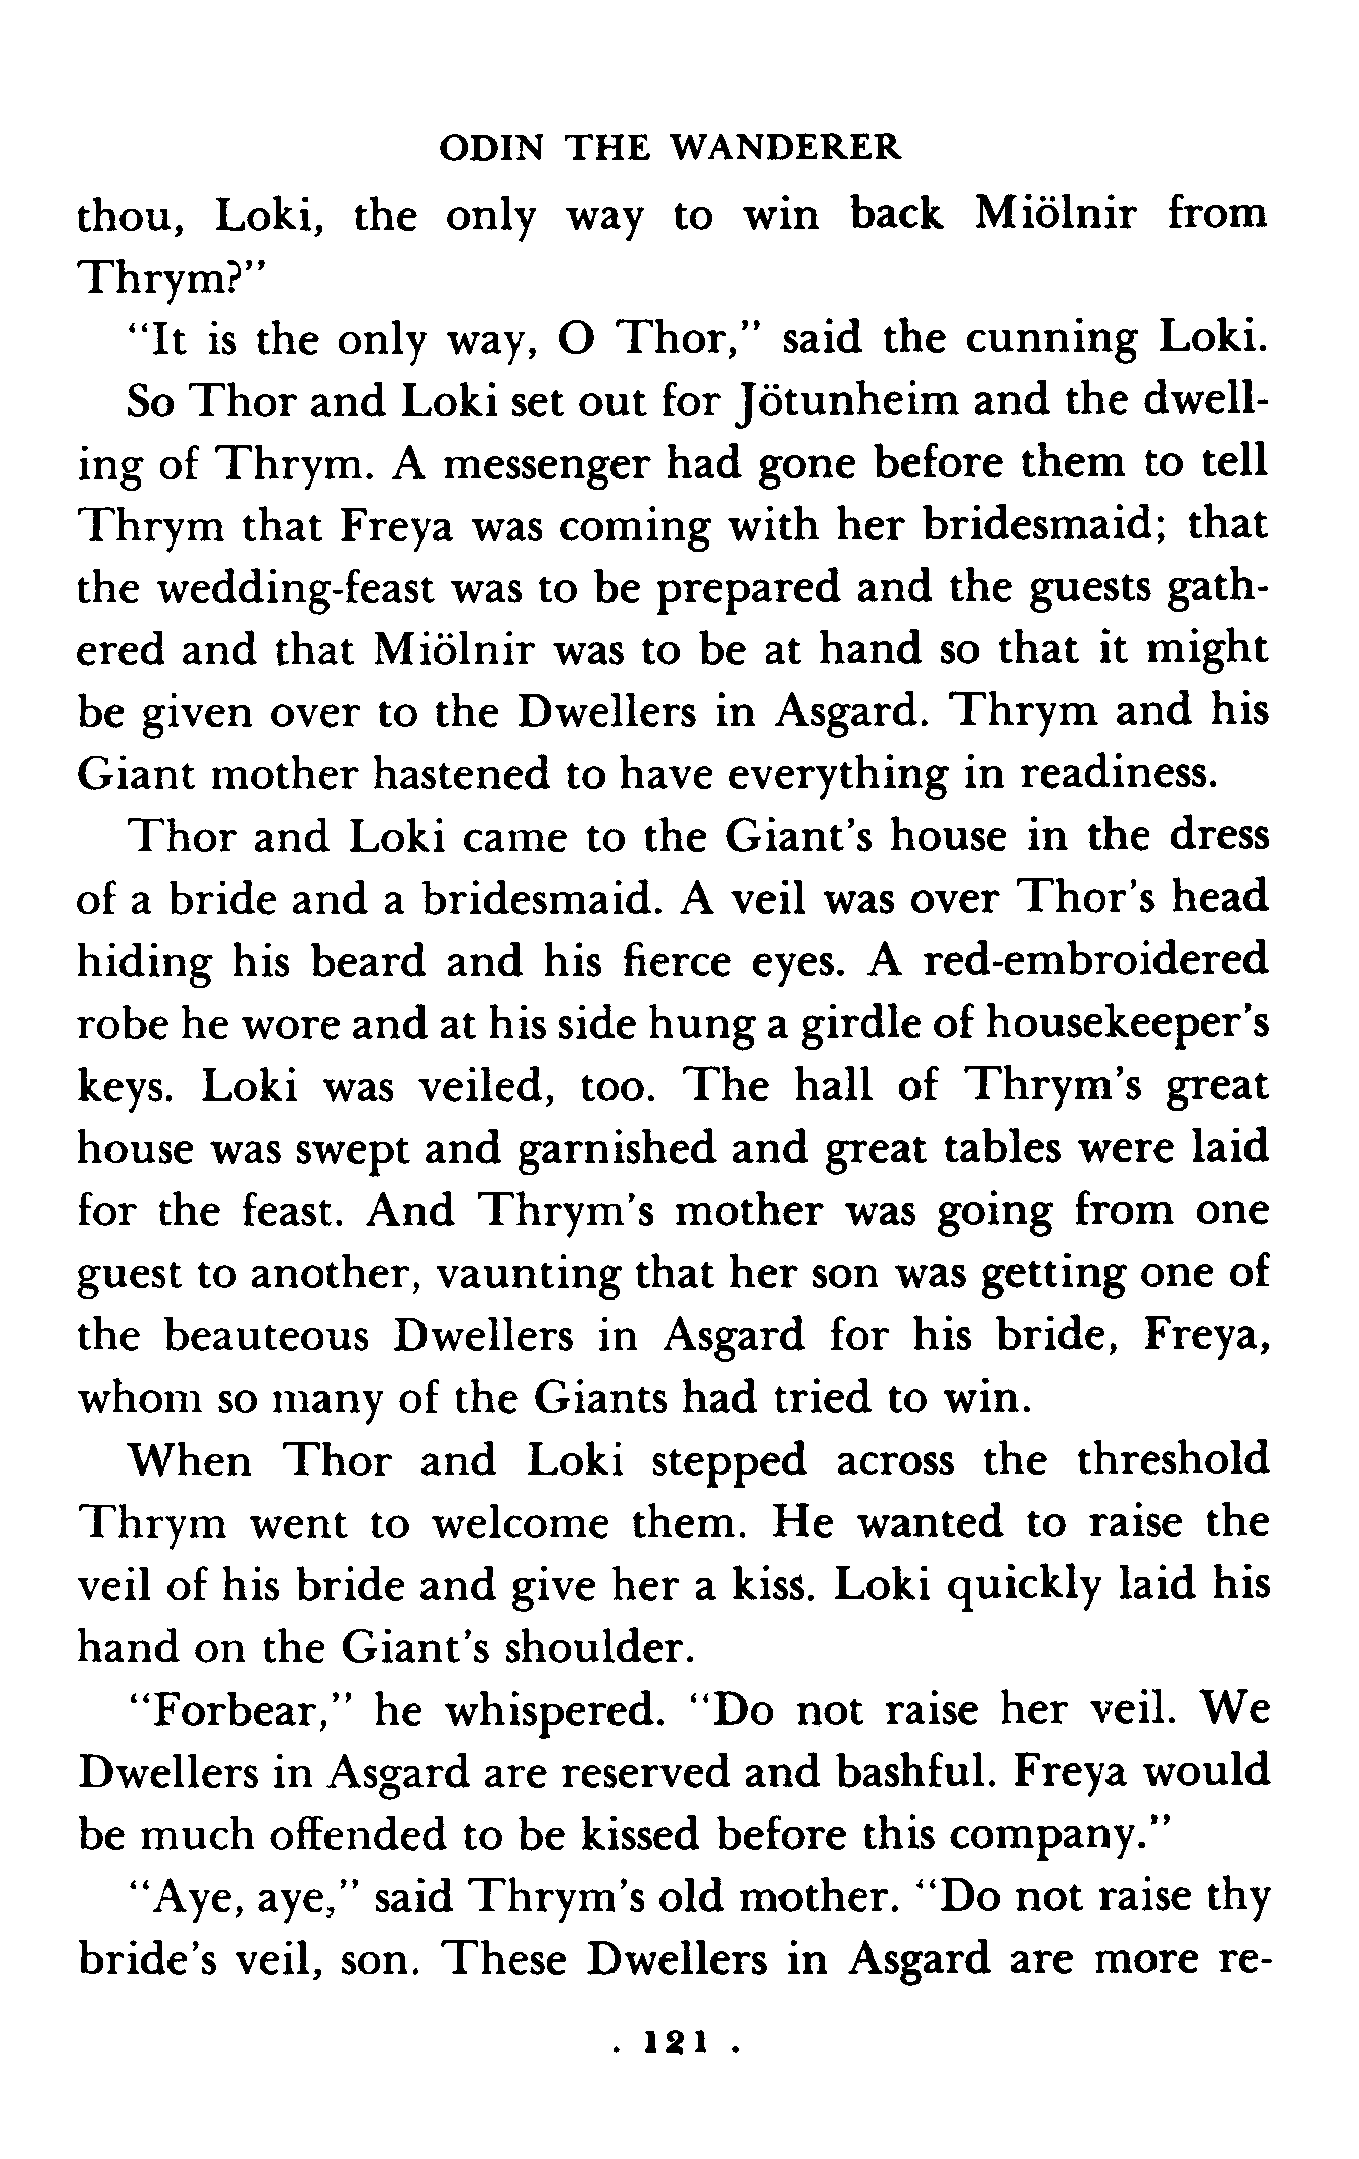 ODIN THE WANDERER
thou, Loki, the only way to win back Miölnir from
Thrym?"
"It is the only way, O Thor," said the cunning Loki.
So Thor and Loki set out for Jötunheim and the dwell-
ing of Thrym. A messenger had gone before them to tell
Thrym that Freya was coming with her bridesmaid; that
the wedding-feast was to be prepared and the guests gath-
ered and that Miölnir was to be at hand so that it might
be given over to the Dwellers in Asgard. Thrym and his
Giant mother hastened to have everything in readiness.
Thor and Loki came to the Giant's house in the dress
of a bride and a bridesmaid. A veil was over Thor's head
hiding his beard and his fierce eyes. A red-embroidered
robe he wore and at his side hung a girdle of housekeeper's
keys. Loki was veiled, too. The hall of Thrym's great
house was swept and garnished and great tables were laid
for the feast. And Thrym's mother was going from one
guest to another, vaunting that her son was getting one of
the beauteous Dwellers in Asgard for his bride, Freya,
whom so many of the Giants had tried to win.
When Thor and Loki stepped across the threshold
Thrym went to welcome them. He wanted to raise the
veil of his bride and give her a kiss. Loki quickly laid his
hand on the Giant's shoulder.
"Forbear," he whispered. "Do not raise her veil. We
Dwellers in Asgard are reserved and bashful. Freya would
be much offended to be kissed before this company."
"Aye, aye," said Thrym's old mother. "Do not raise thy
bride's veil, son. These Dwellers in Asgard are more re-
. 121 .